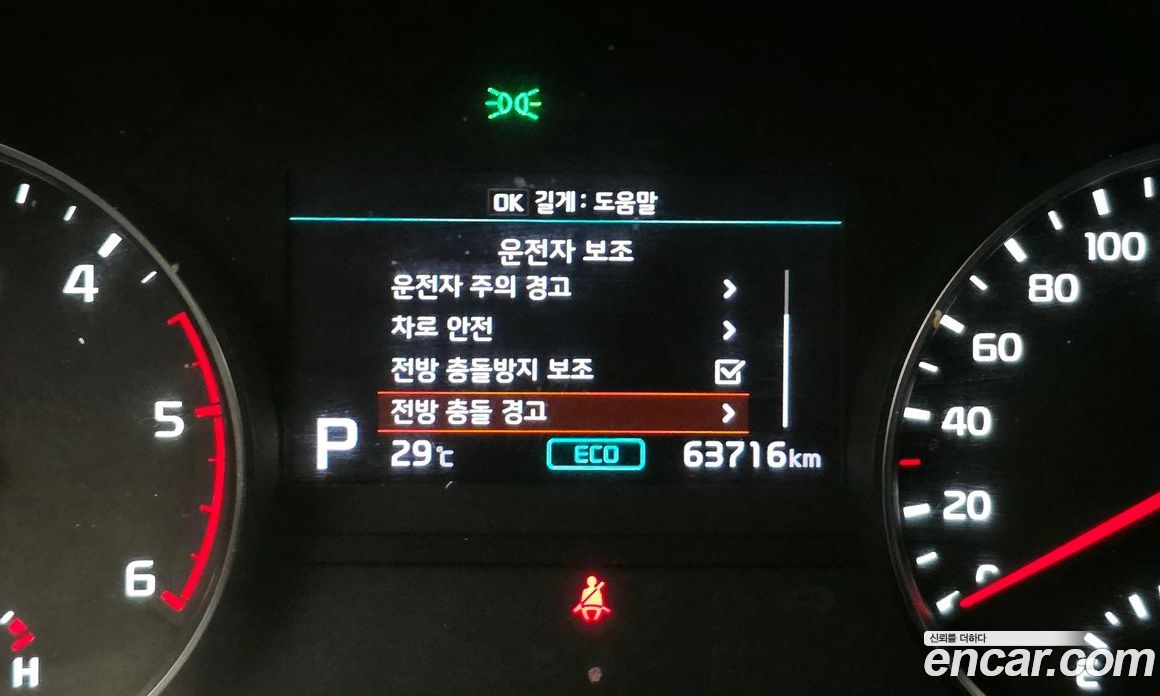 OK 길게 : 도움말
운전자 보조
운전자 주의 경고
차로 안전
전방 충돌방지 보조
전방 충돌 경고
P
29℃
ECO
63716km
4
5
6
H
100
80
60
40
20
0
신뢰를 더하다
encar.com